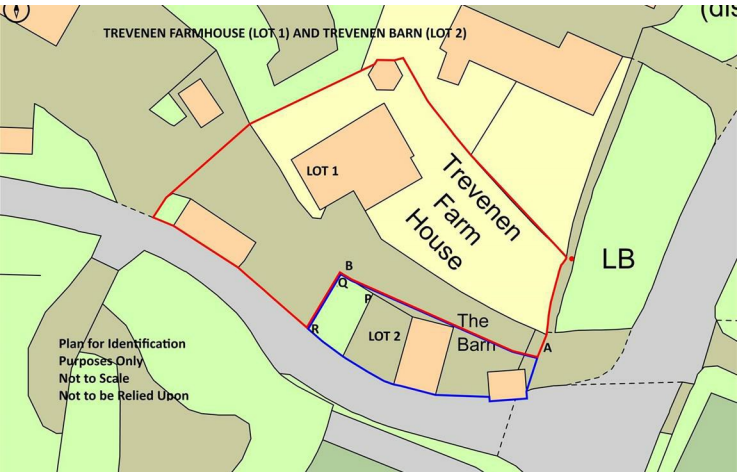 (dis
TREVENEN FARMHOUSE (LOT 1) AND TREVENEN BARN (LOT 2)
LOT 1
Trevenen
Farm
House
LB
B
Q
P
R
The
Barn
LOT 2
A
Plan for Identification
Purposes Only
Not to Scale
Not to be Relied Upon